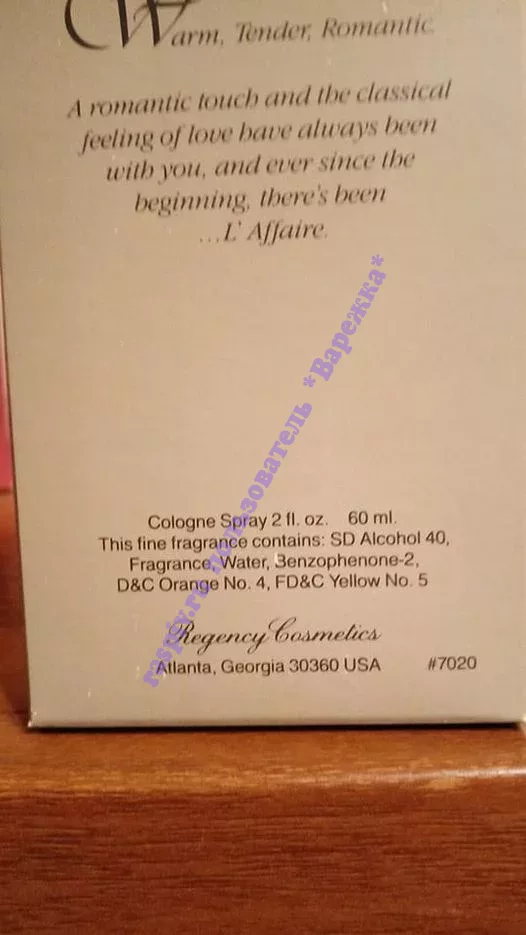 Warm, Tender, Romantic.
A romantic touch and the classical
feeling of love have always been
with you, and ever since the
beginning, there's been
...L' Affaire.
Cologne Spray 2 fl. oz. 60 ml.
This fine fragrance contains: SD Alcohol 40,
Fragrance, Water, Benzophenone-2,
D&C Orange No. 4, FD&C Yellow No. 5
Regency Cosmetics
Atlanta, Georgia 30360 USA #7020
raspiv.ru пользователь *Варежка*